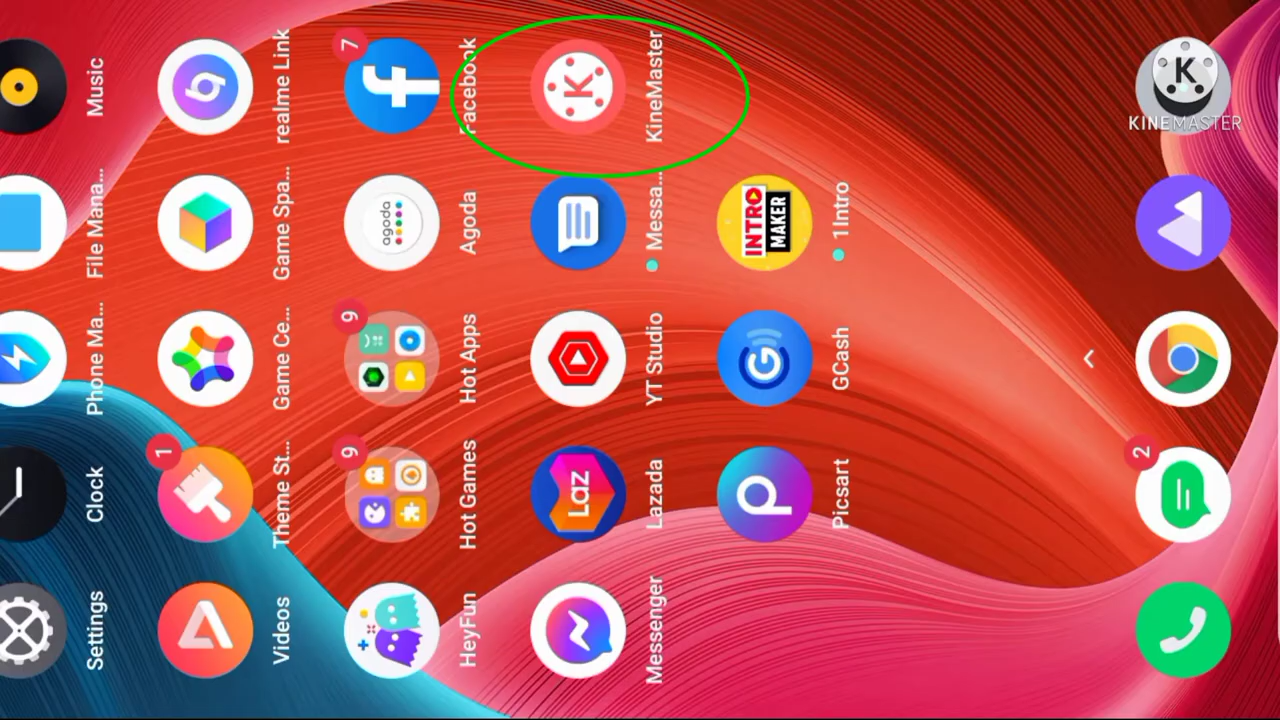 1
Settings Clock Phone Ma... File Mana... Music
Videos Theme St... Game Ce... Game Spa... realme Link
9 9 agoda 7
HeyFun Hot Games Hot Apps Agoda Facebook
Laz K
Messenger Lazada YT Studio Messa... KineMaster
G INTRO MAKER
Picsart GCash 1Intro
2
K
KINEMASTER